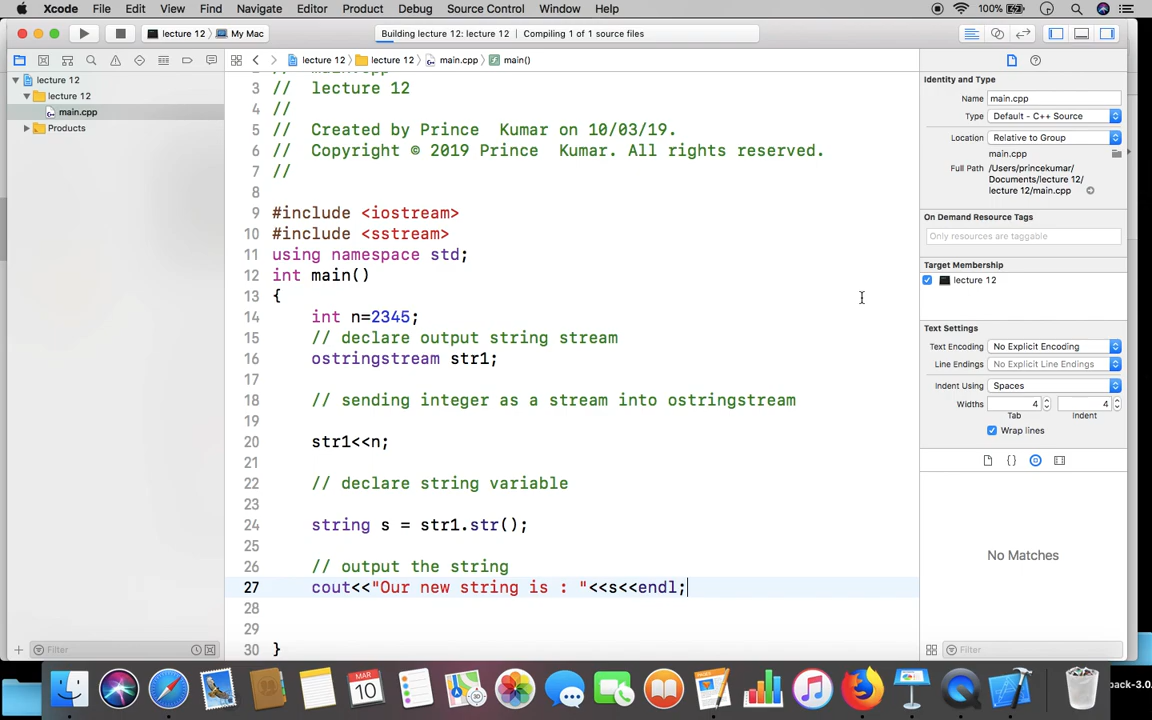 Xcode File Edit View Find Navigate Editor Product Debug Source Control Window Help 100%
lecture 12 My Mac Building lecture 12: lecture 12 | Compiling 1 of 1 source files
lecture 12 lecture 12 main.cpp main()
lecture 12
lecture 12
main.cpp
Products
3 // lecture 12
4 //
5 // Created by Prince Kumar on 10/03/19.
6 // Copyright © 2019 Prince Kumar. All rights reserved.
7 //
8
9 #include <iostream>
10 #include <sstream>
11 using namespace std;
12 int main()
13 {
14 int n=2345;
15 // declare output string stream
16 ostringstream str1;
17
18 // sending integer as a stream into ostringstream
19
20 str1<<n;
21
22 // declare string variable
23
24 string s = str1.str();
25
26 // output the string
27 cout<<"Our new string is : "<<s<<endl;
28
29
30 }
Identity and Type
Name main.cpp
Type Default - C++ Source
Location Relative to Group
main.cpp
Full Path /Users/princekumar/
Documents/lecture 12/
lecture 12/main.cpp
On Demand Resource Tags
Only resources are taggable
Target Membership
lecture 12
Text Settings
Text Encoding No Explicit Encoding
Line Endings No Explicit Line Endings
Indent Using Spaces
Widths 4 4
Tab Indent
Wrap lines
{ }
No Matches
Filter
Filter
MAR
10
pack-3.0.